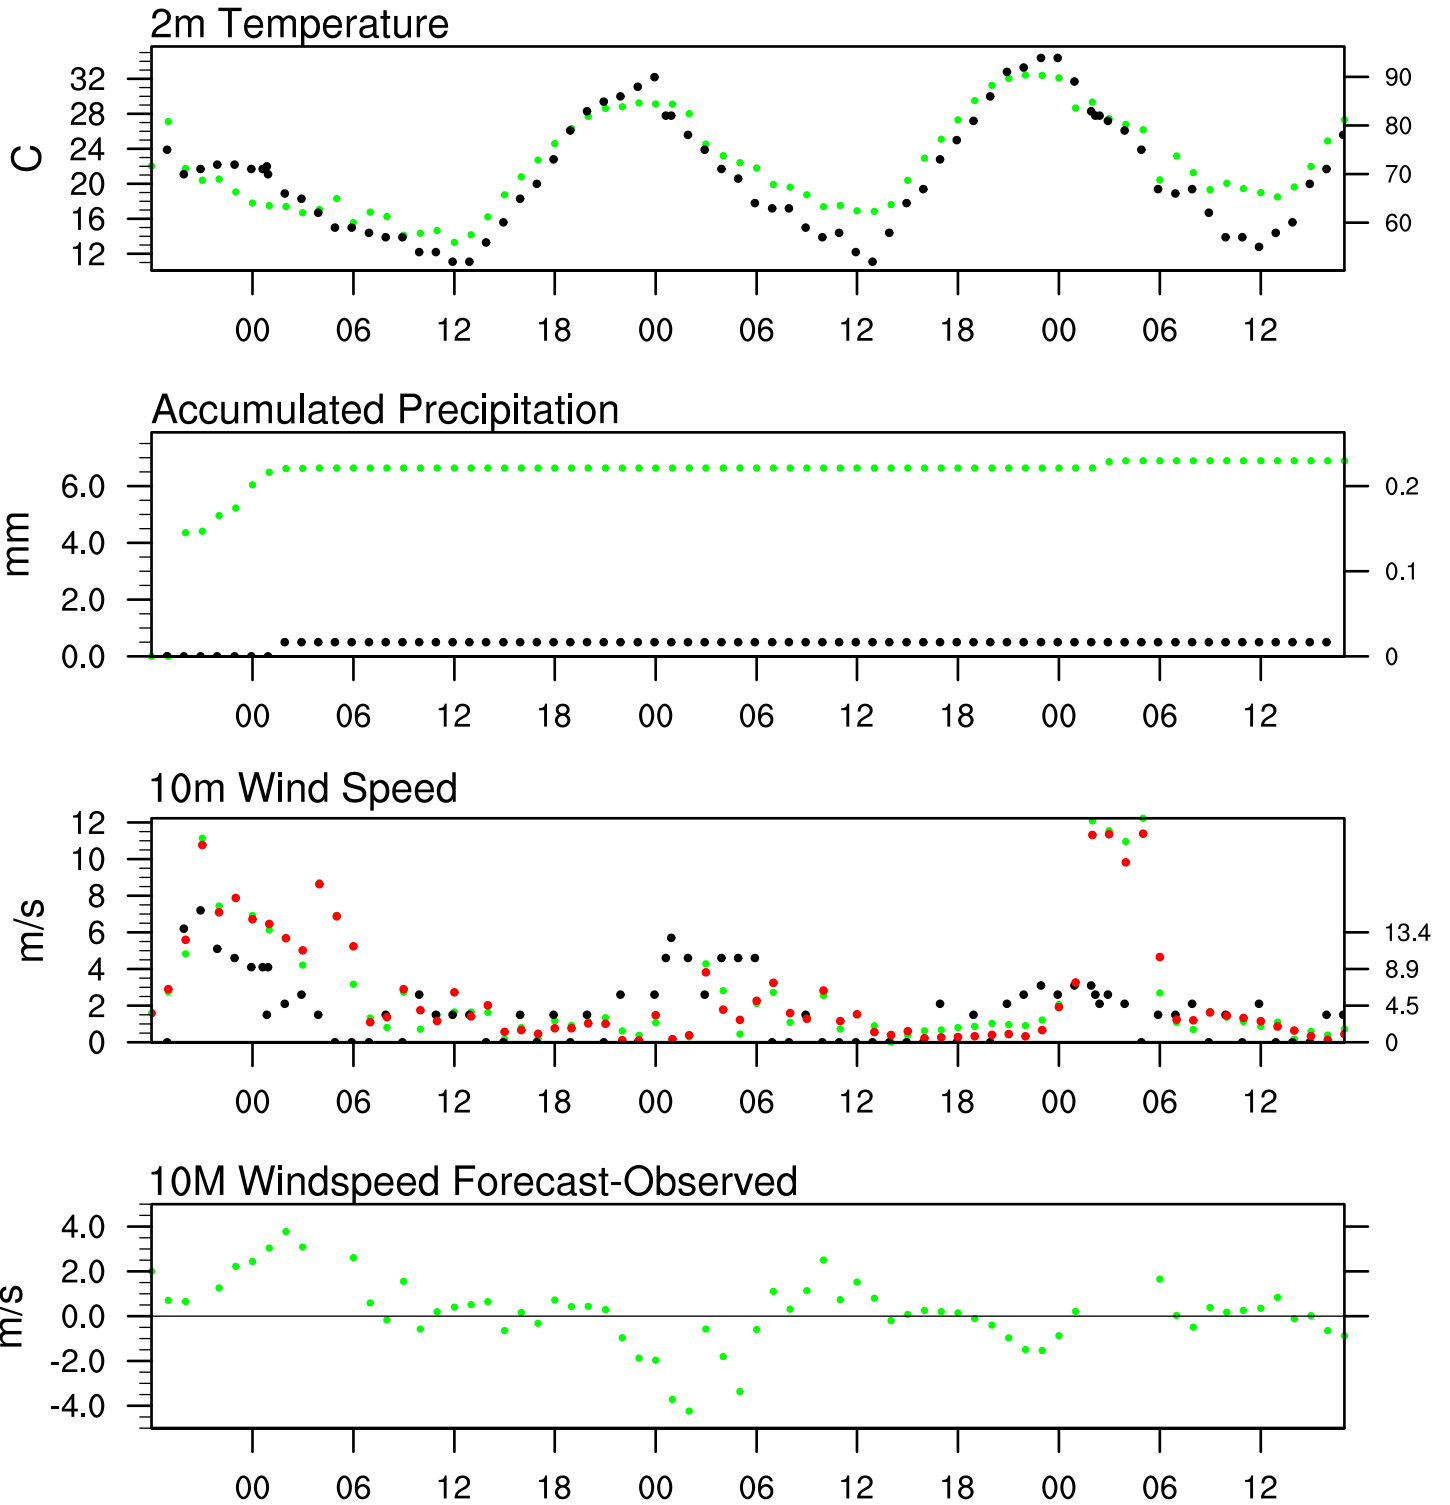 2m Temperature
C
32
28
24
20
16
12
90
80
70
60
00 06 12 18 00 06 12 18 00 06 12
Accumulated Precipitation
mm
6.0
4.0
2.0
0.0
0.2
0.1
0
00 06 12 18 00 06 12 18 00 06 12
10m Wind Speed
m/s
12
10
8
6
4
2
0
13.4
8.9
4.5
0
00 06 12 18 00 06 12 18 00 06 12
10M Windspeed Forecast-Observed
m/s
4.0
2.0
0.0
-2.0
-4.0
00 06 12 18 00 06 12 18 00 06 12